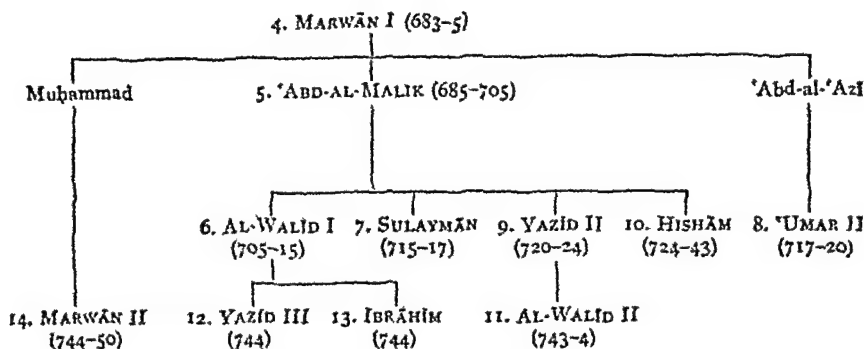 4. MARWĀN I (683–5)
Muḥammad 5. ʿABD-AL-MALIK (685–705) ʿAbd-al-ʿAzī
6. AL-WALĪD I 7. SULAYMĀN 9. YAZĪD II 10. HISHĀM 8. ʿUMAR II
(705–15) (715–17) (720–24) (724–43) (717–20)
14. MARWĀN II 12. YAZĪD III 13. IBRĀHĪM 11. AL-WALĪD II
(744–50) (744) (744) (743–4)